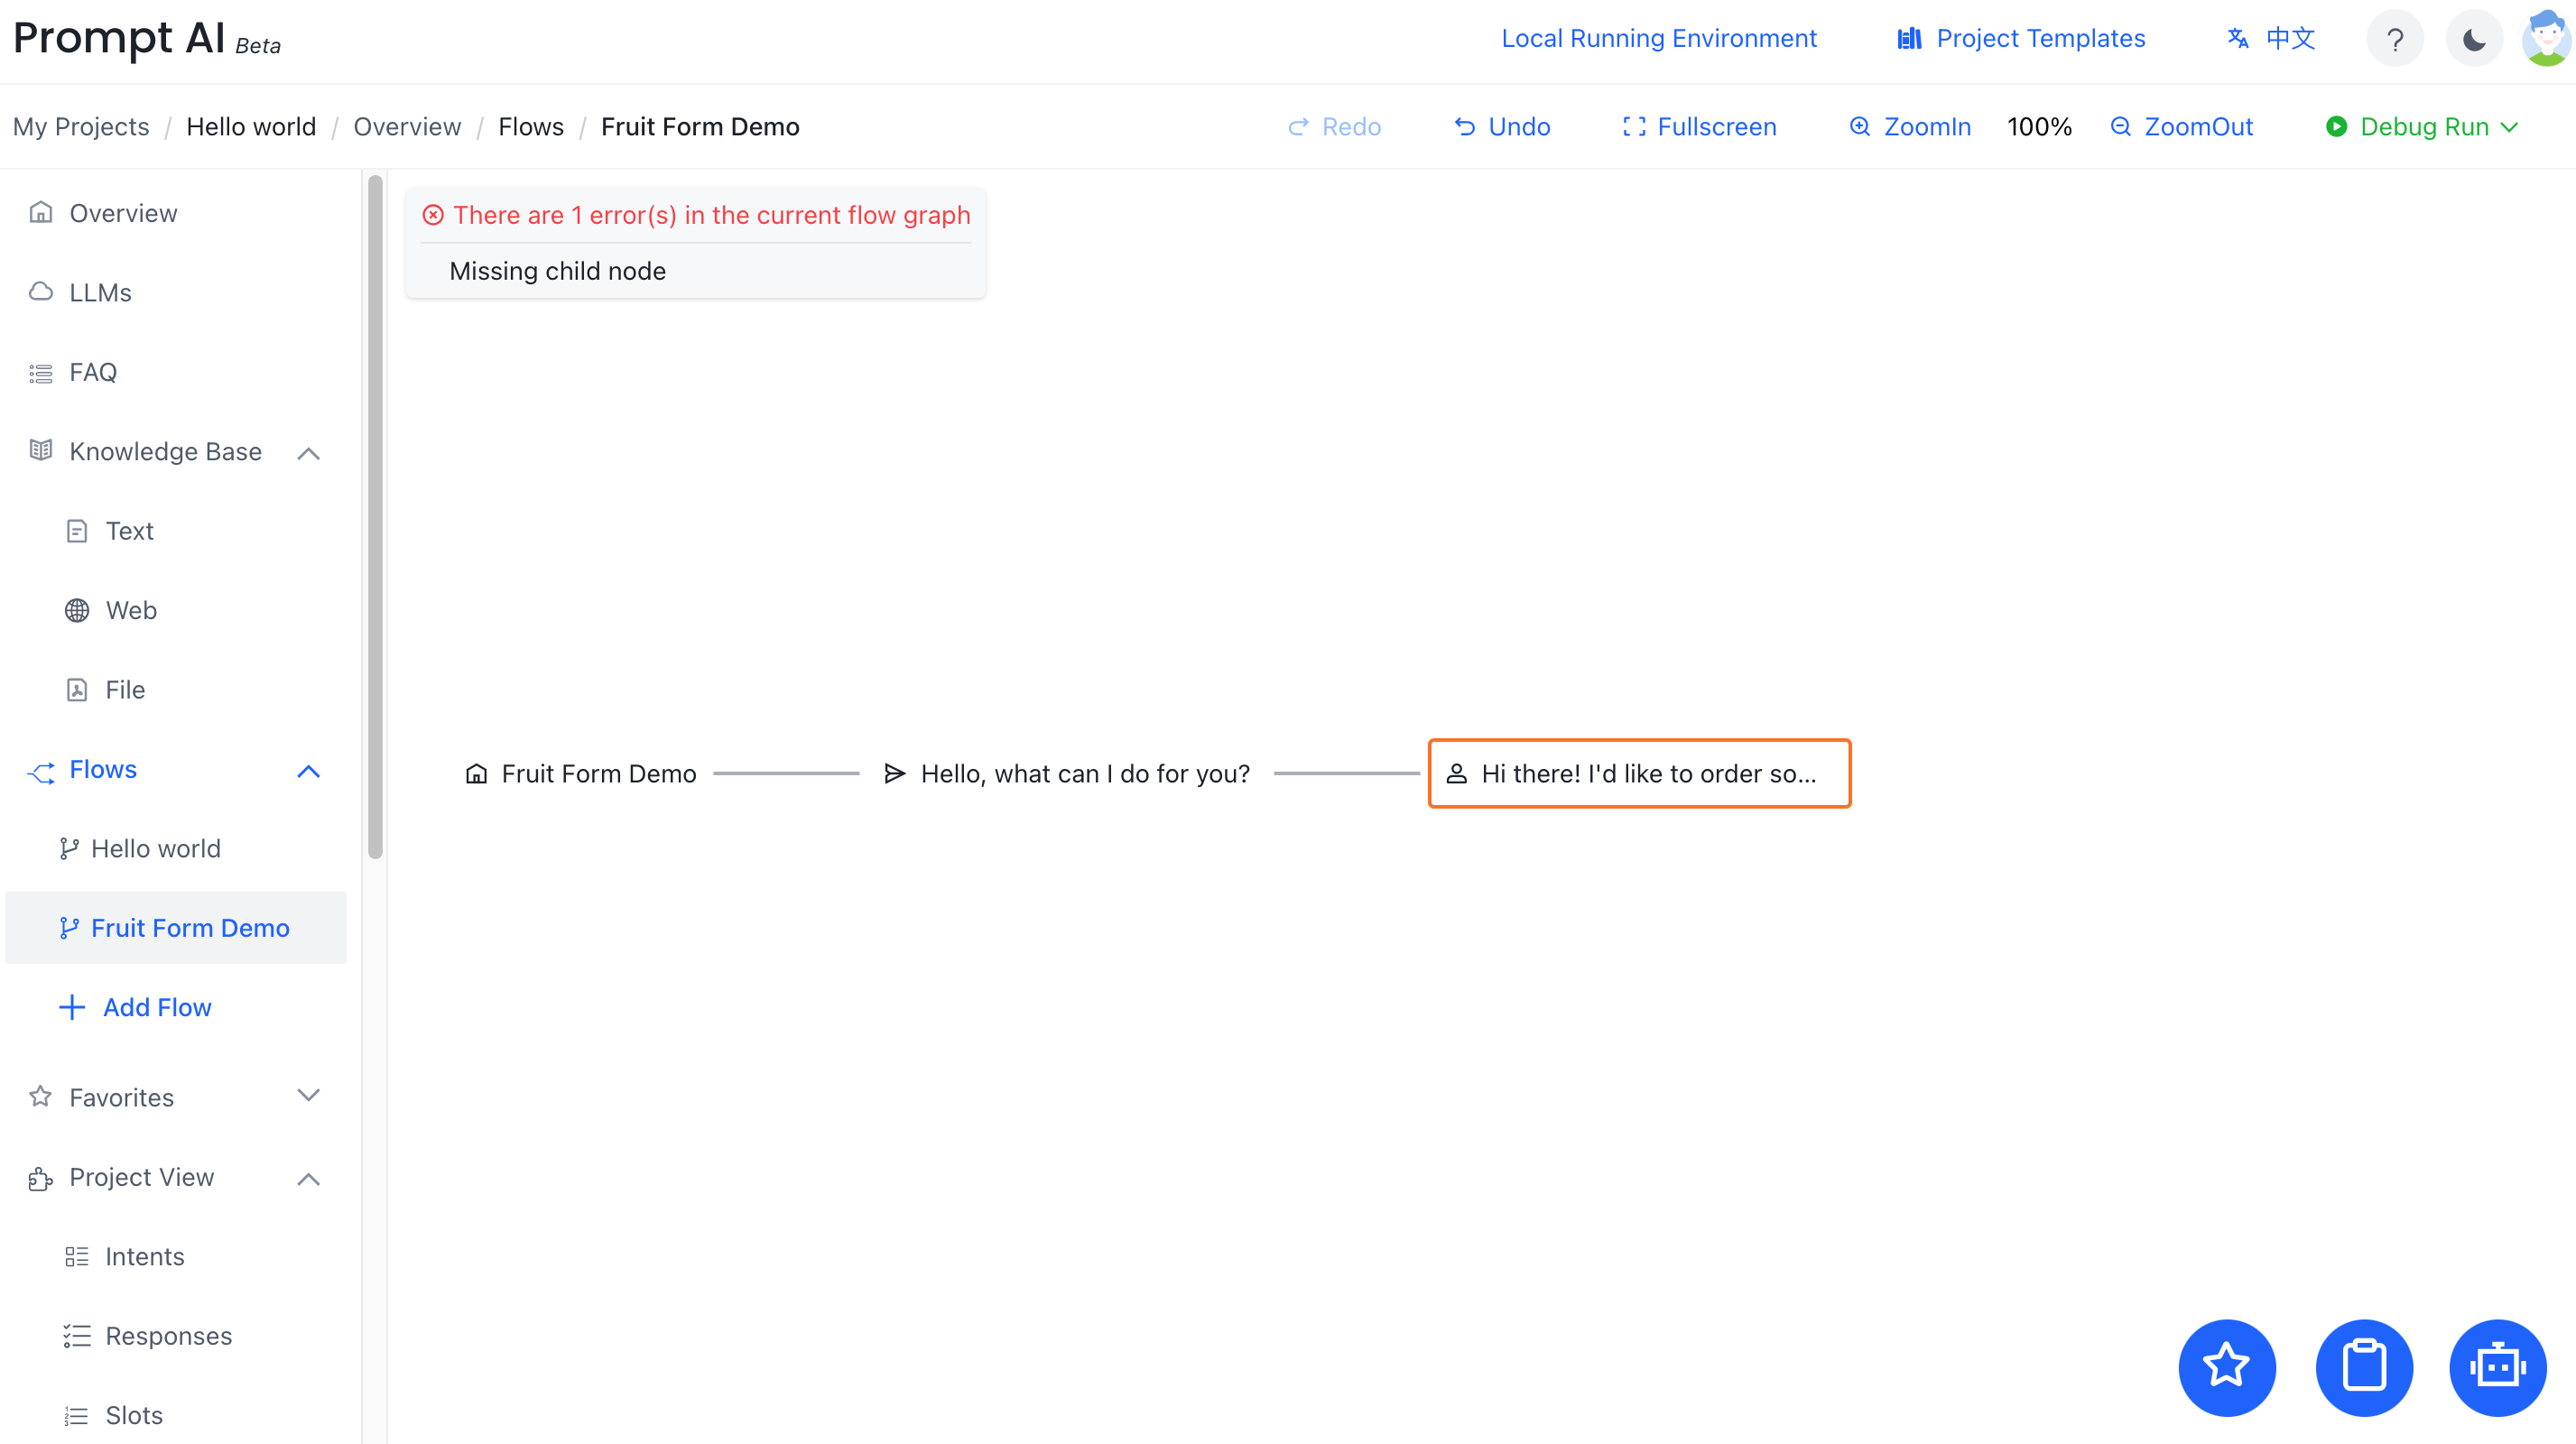 Prompt AI Beta
Local Running Environment
Project Templates
中文
?
My Projects / Hello world / Overview / Flows / Fruit Form Demo
Redo
Undo
Fullscreen
ZoomIn
100%
ZoomOut
Debug Run
Overview
LLMs
FAQ
Knowledge Base
Text
Web
File
Flows
Hello world
Fruit Form Demo
Add Flow
Favorites
Project View
Intents
Responses
Slots
There are 1 error(s) in the current flow graph
Missing child node
Fruit Form Demo
Hello, what can I do for you?
Hi there! I'd like to order so...